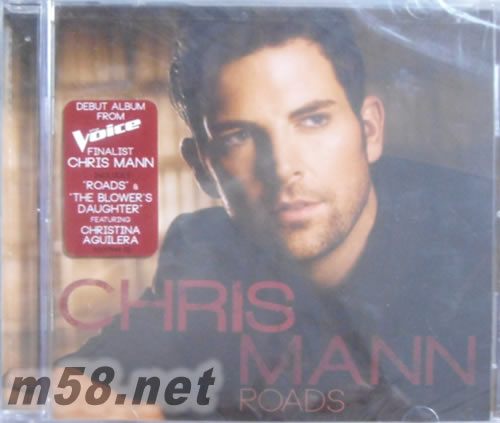 DEBUT ALBUM
FROM
THE
Voice
FINALIST
CHRIS MANN
INCLUDES
"ROADS" &
"THE BLOWER'S
DAUGHTER"
FEATURING
CHRISTINA
AGUILERA
CHRIS
MANN
ROADS
m58.net